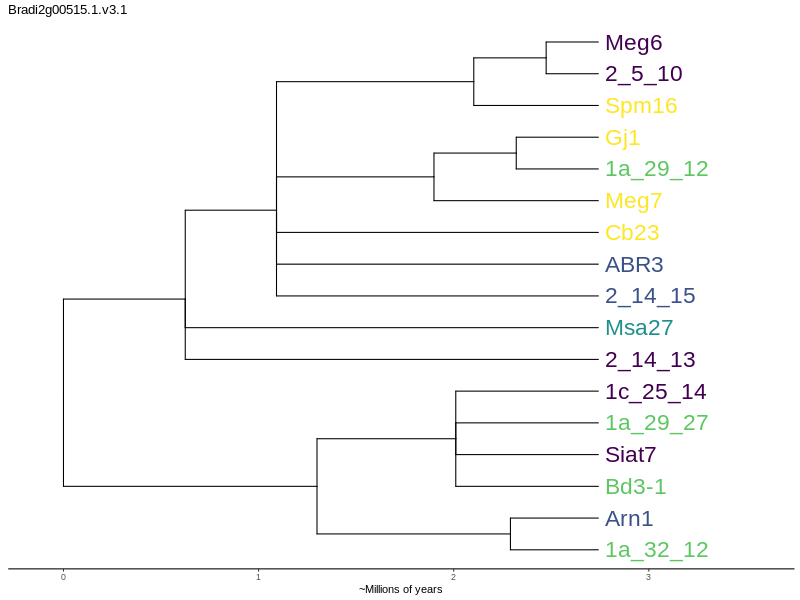 Bradi2g00515.1.v3.1
Meg6
2_5_10
Spm16
Gj1
1a_29_12
Meg7
Cb23
ABR3
2_14_15
Msa27
2_14_13
1c_25_14
1a_29_27
Siat7
Bd3-1
Arn1
1a_32_12
0 1 2 3
~Millions of years